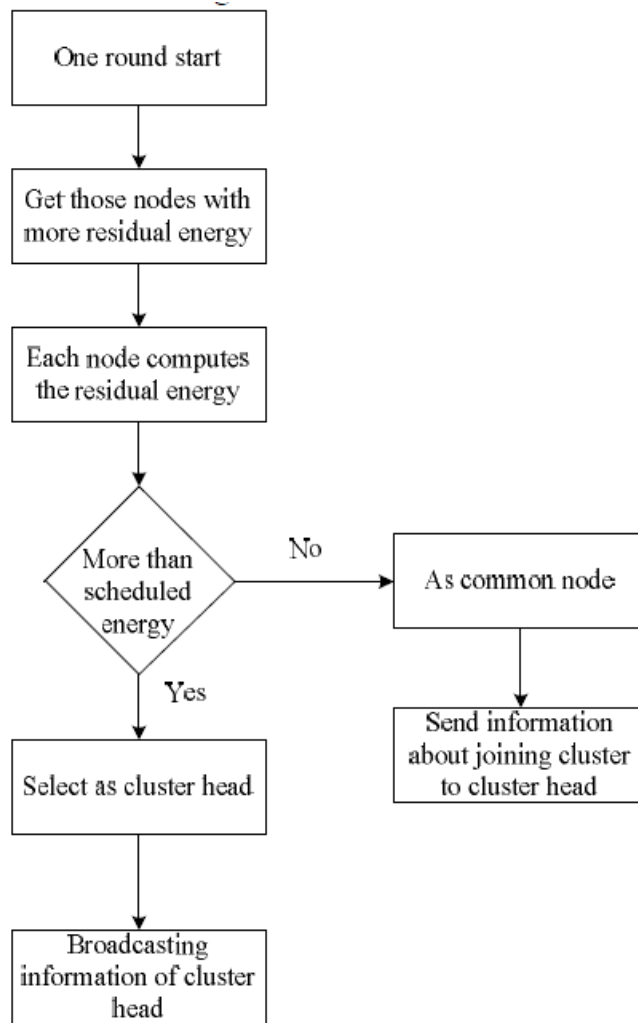 One round start
Get those nodes with
more residual energy
Each node computes
the residual energy
More than
scheduled
energy
No
As common node
Yes
Send information
about joining cluster
to cluster head
Select as cluster head
Broadcasting
information of cluster
head